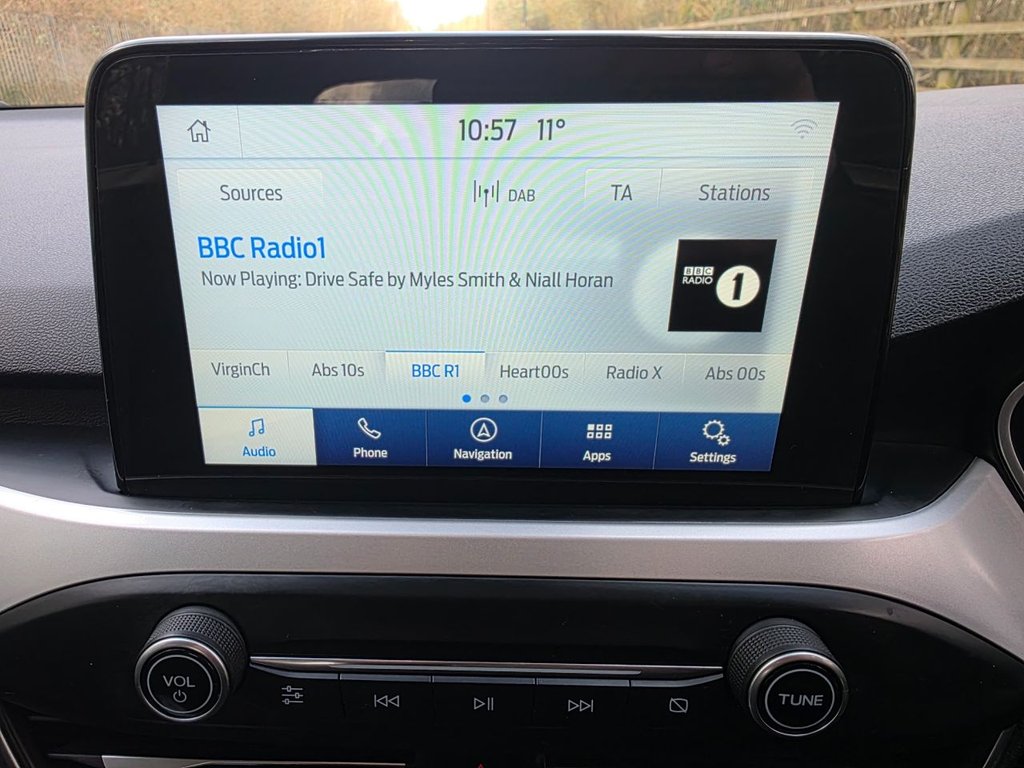 10:57 11°
Sources DAB TA Stations
BBC Radio1
Now Playing: Drive Safe by Myles Smith & Niall Horan
BBC
RADIO 1
VirginCh Abs 10s BBC R1 Heart00s Radio X Abs 00s
Audio Phone Navigation Apps Settings
VOL TUNE